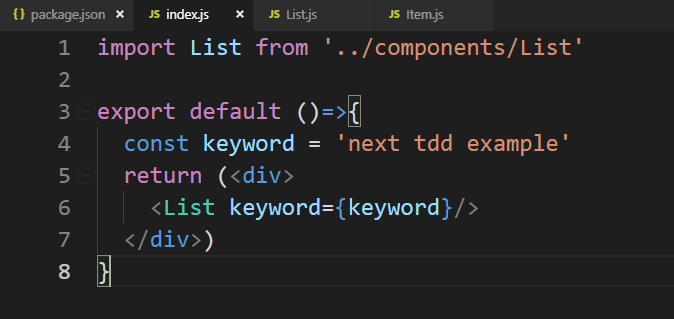 { } package.json × JS index.js × JS List.js JS Item.js
1 import List from '../components/List'
2
3 export default ()=>{
4 const keyword = 'next tdd example'
5 return (<div>
6 <List keyword={keyword}/>
7 </div>)
8 }